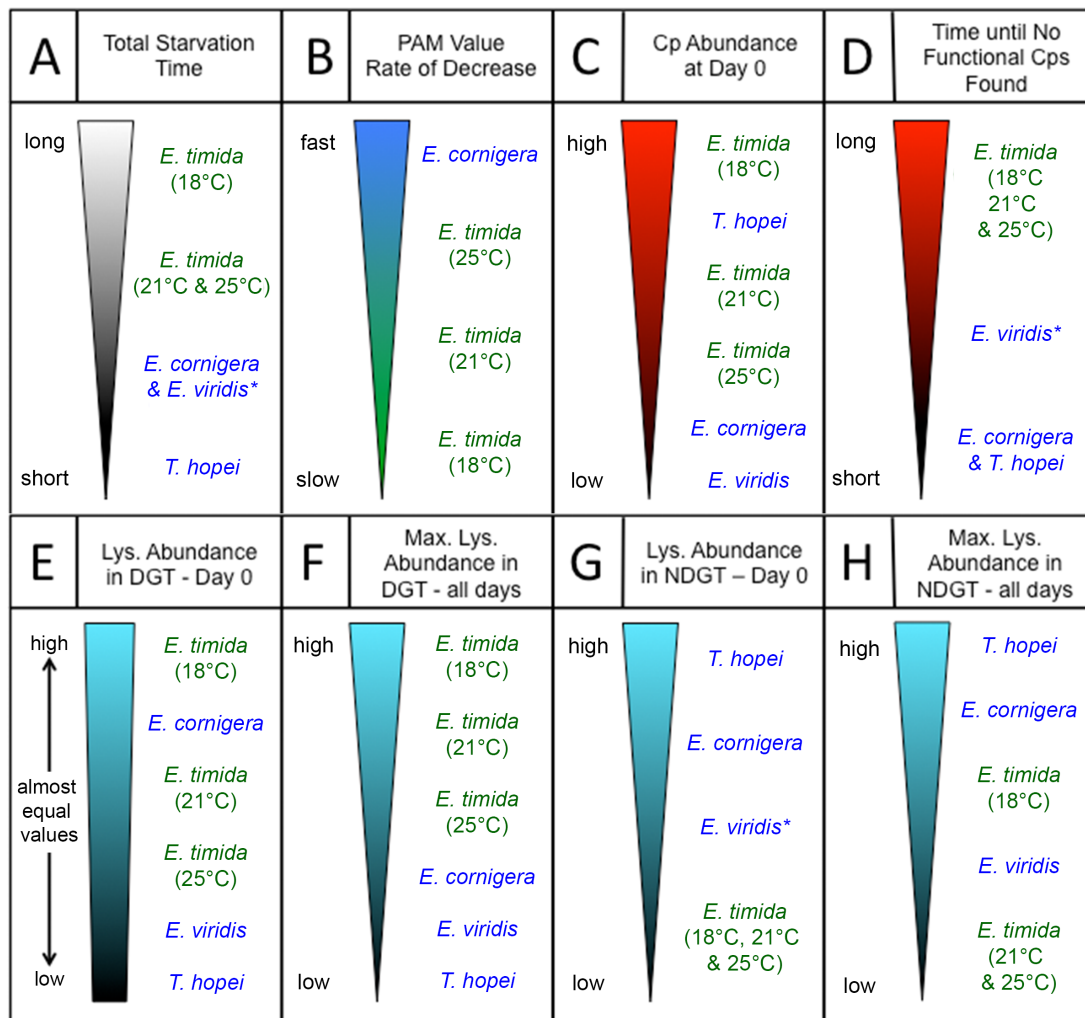 A
Total Starvation
Time
long
E. timida
(18°C)
E. timida
(21°C & 25°C)
E. cornigera
& E. viridis*
T. hopei
short
B
PAM Value
Rate of Decrease
fast
E. cornigera
E. timida
(25°C)
E. timida
(21°C)
E. timida
(18°C)
slow
C
Cp Abundance
at Day 0
high
E. timida
(18°C)
T. hopei
E. timida
(21°C)
E. timida
(25°C)
E. cornigera
low
E. viridis
D
Time until No
Functional Cps
Found
long
E. timida
(18°C
21°C
& 25°C)
E. viridis*
E. cornigera
& T. hopei
short
E
Lys. Abundance
in DGT - Day 0
high
E. timida
(18°C)
E. cornigera
E. timida
(21°C)
almost
equal
values
E. timida
(25°C)
E. viridis
low
T. hopei
F
Max. Lys.
Abundance in
DGT - all days
high
E. timida
(18°C)
E. timida
(21°C)
E. timida
(25°C)
E. cornigera
E. viridis
low
T. hopei
G
Lys. Abundance
in NDGT – Day 0
high
T. hopei
E. cornigera
E. viridis*
E. timida
(18°C, 21°C
& 25°C)
low
H
Max. Lys.
Abundance in
NDGT - all days
high
T. hopei
E. cornigera
E. timida
(18°C)
E. viridis
E. timida
(21°C
& 25°C)
low